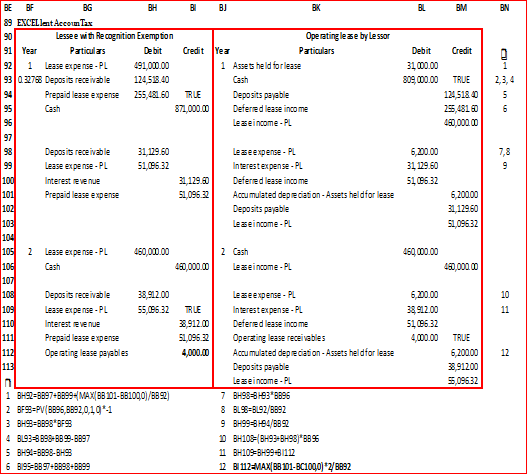 BE BF BG BH BI BJ BK BL BM BN
89 EXCELlent AccounTax
90 Lessee with Recognition Exemption Operating lease by Lessor
91 Year Particulars Debit Credit Year Particulars Debit Credit
92 1 Lease expense - PL 491,000.00 1 Assets held for lease 31,000.00 1
93 0.32768 Deposits receivable 124,518.40 Cash 809,000.00 TRUE 2, 3, 4
94 Prepaid lease expense 255,481.60 TRUE Deposits payable 124,518.40 5
95 Cash 871,000.00 Deferred lease income 255,481.60 6
96 Lease income - PL 460,000.00
97
98 Deposits receivable 31,129.60 Lease expense - PL 6,200.00 7, 8
99 Lease expense - PL 51,096.32 Interest expense - PL 31,129.60 9
100 Interest revenue 31,129.60 Deferred lease income 51,096.32
101 Prepaid lease expense 51,096.32 Accumulated depreciation - Assets held for lease 6,200.00
102 Deposits payable 31,129.60
103 Lease income - PL 51,096.32
104
105 2 Lease expense - PL 460,000.00 2 Cash 460,000.00
106 Cash 460,000.00 Lease income - PL 460,000.00
107
108 Deposits receivable 38,912.00 Lease expense - PL 6,200.00 10
109 Lease expense - PL 55,096.32 TRUE Interest expense - PL 38,912.00 11
110 Interest revenue 38,912.00 Deferred lease income 51,096.32
111 Prepaid lease expense 51,096.32 Operating lease receivables 4,000.00 TRUE
112 Operating lease payables 4,000.00 Accumulated depreciation - Assets held for lease 6,200.00 12
113 Deposits payable 38,912.00
Lease income - PL 55,096.32
1 BH92=BB97+BB99+(MAX(BB101-BB100,0)/BB92) 7 BH98=BH93*BB96
2 BF93=PV(BB96,BB92,0,1,0)*-1 8 BL98=BL92/BB92
3 BH93=BB98*BF93 9 BH99=BH94/BB92
4 BL93=BB98+BB99-BB97 10 BH108=(BH93+BH98)*BB96
5 BH94=BB98-BH93 11 BH109=BH99+BI112
6 BI95=BB97+BB98+BB99 12 BI112=MAX(BB101-BC100,0)*2/BB92